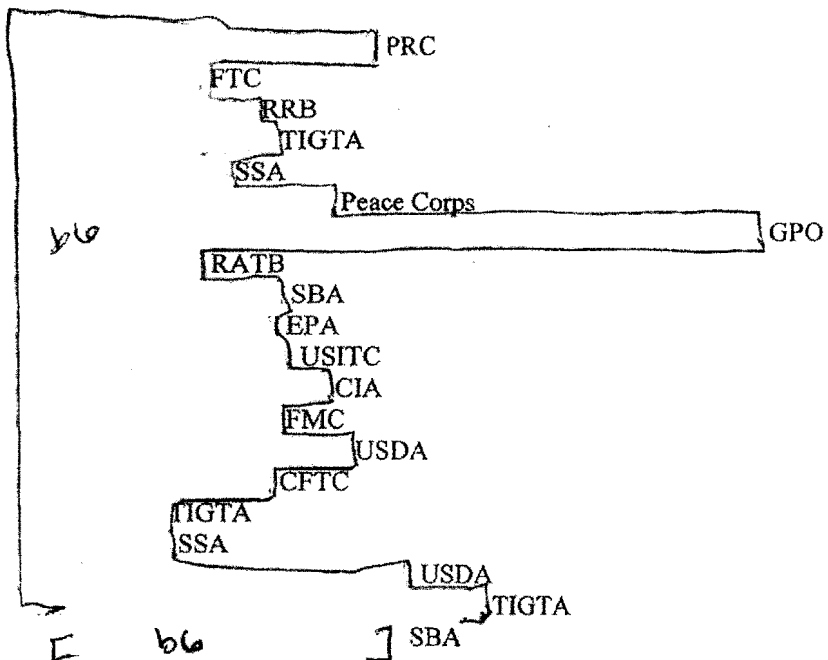 PRC
FTC
RRB
TIGTA
SSA
Peace Corps
b6 GPO
RATB
SBA
EPA
USITC
CIA
FMC
USDA
CFTC
TIGTA
SSA
USDA
TIGTA
[ b6 ] SBA